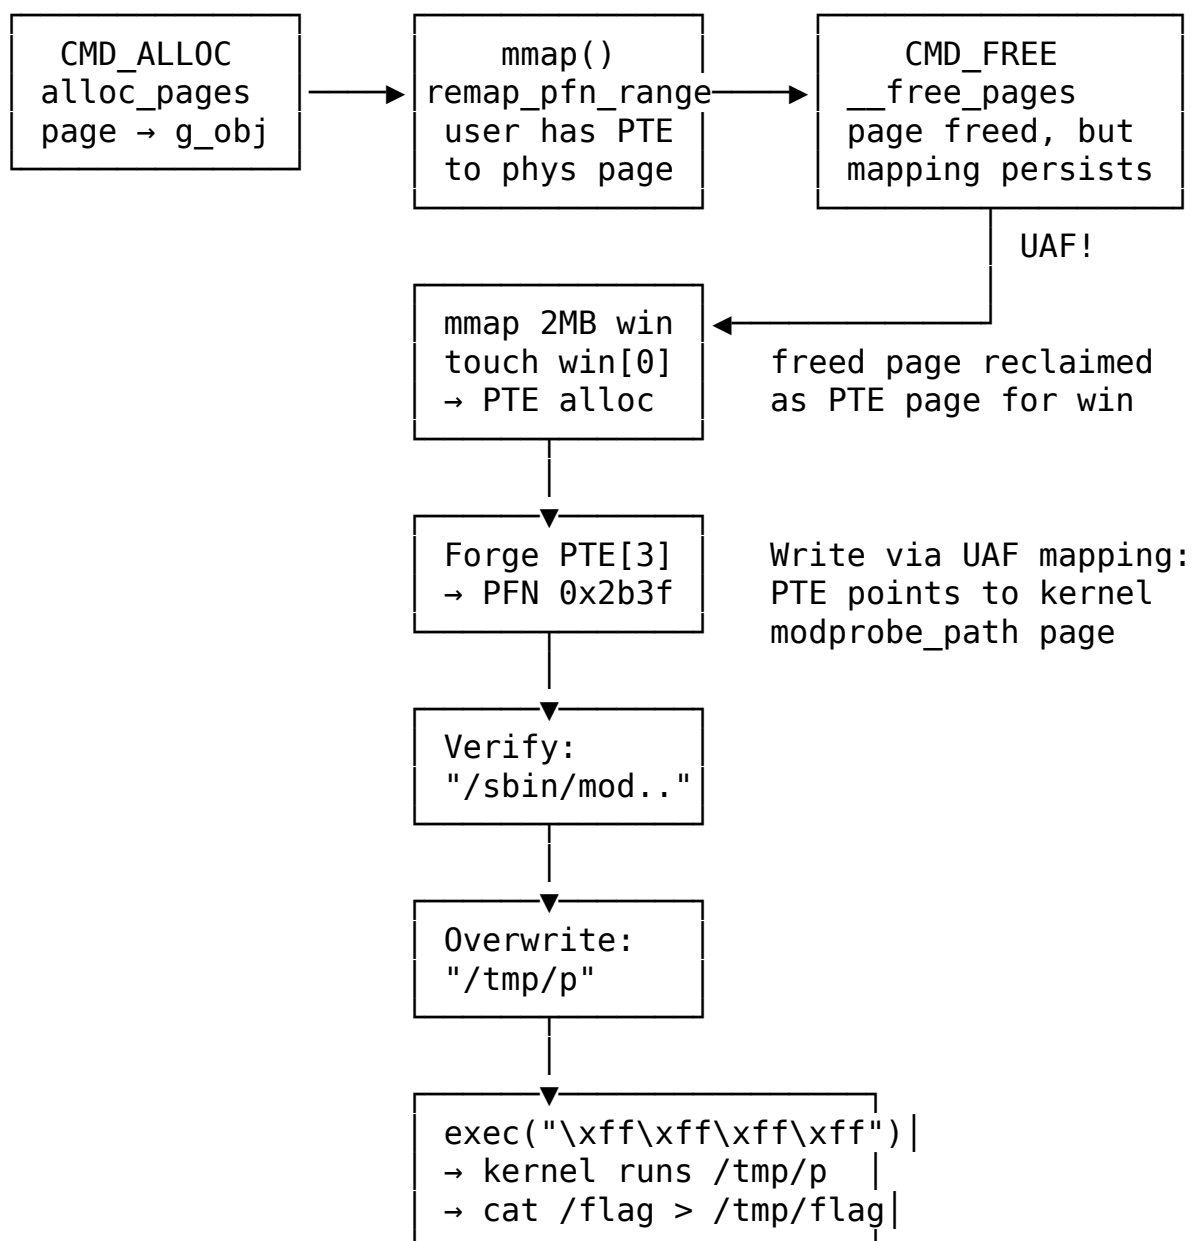 CMD_ALLOC
alloc_pages
page → g_obj
mmap()
remap_pfn_range
user has PTE
to phys page
CMD_FREE
__free_pages
page freed, but
mapping persists
UAF!
mmap 2MB win
touch win[0]
→ PTE alloc
freed page reclaimed
as PTE page for win
Forge PTE[3]
→ PFN 0x2b3f
Write via UAF mapping:
PTE points to kernel
modprobe_path page
Verify:
"/sbin/mod.."
Overwrite:
"/tmp/p"
exec("\xff\xff\xff\xff")
→ kernel runs /tmp/p
→ cat /flag > /tmp/flag